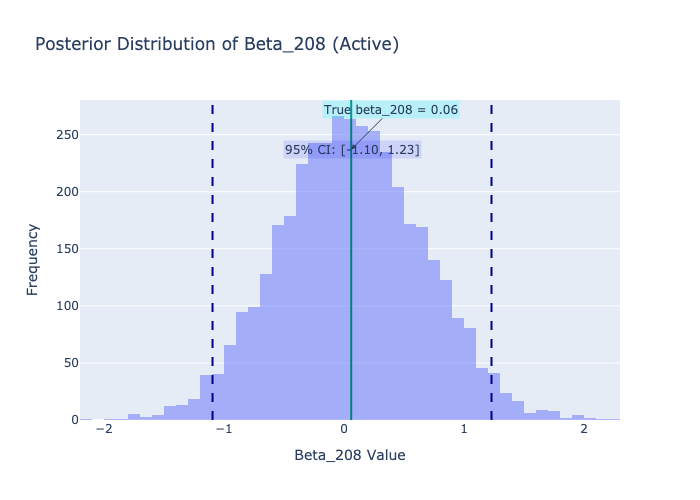 Posterior Distribution of Beta_208 (Active)
True beta_208 = 0.06
95% CI: [-1.10, 1.23]
250
200
150
100
50
0
Frequency
−2
−1
0
1
2
Beta_208 Value